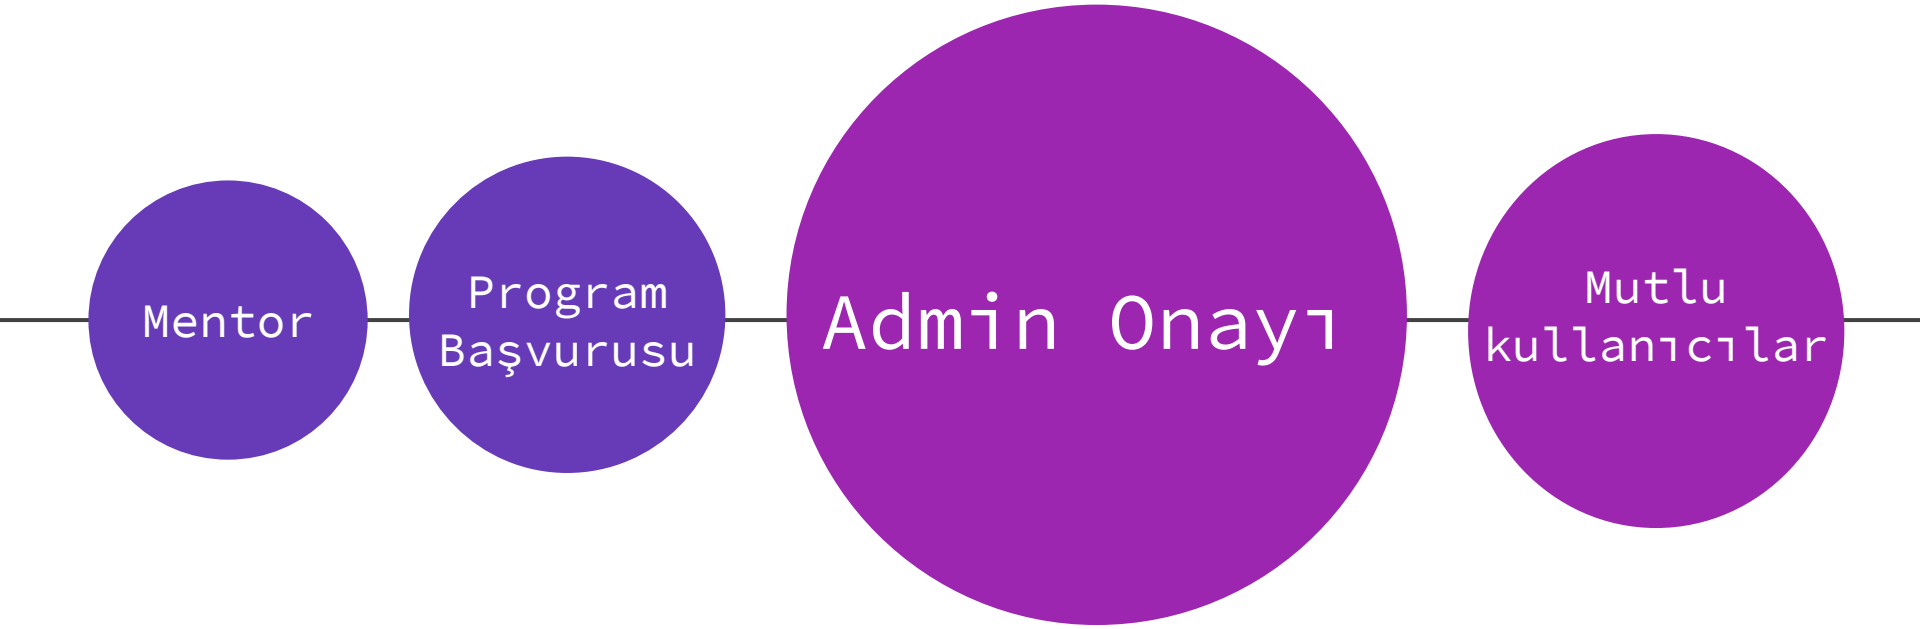 Mentor
Program
Başvurusu
Admin Onayı
Mutlu
kullanıcılar